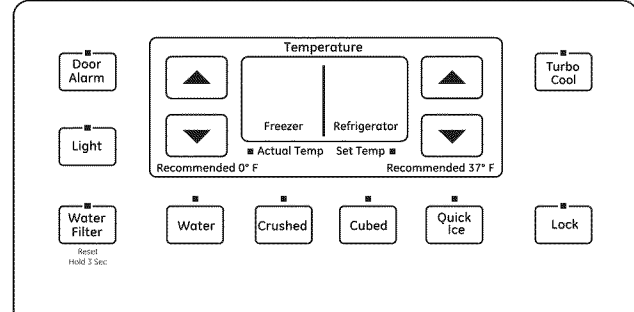 Temperature
Door
Alarm
Turbo
Cool
Freezer Refrigerator
Light
Actual Temp Set Temp
Recommended 0° F Recommended 37° F
Water
Filter
Water
Crushed
Cubed
Quick
Ice
Lock
Reset
Hold 3 Sec